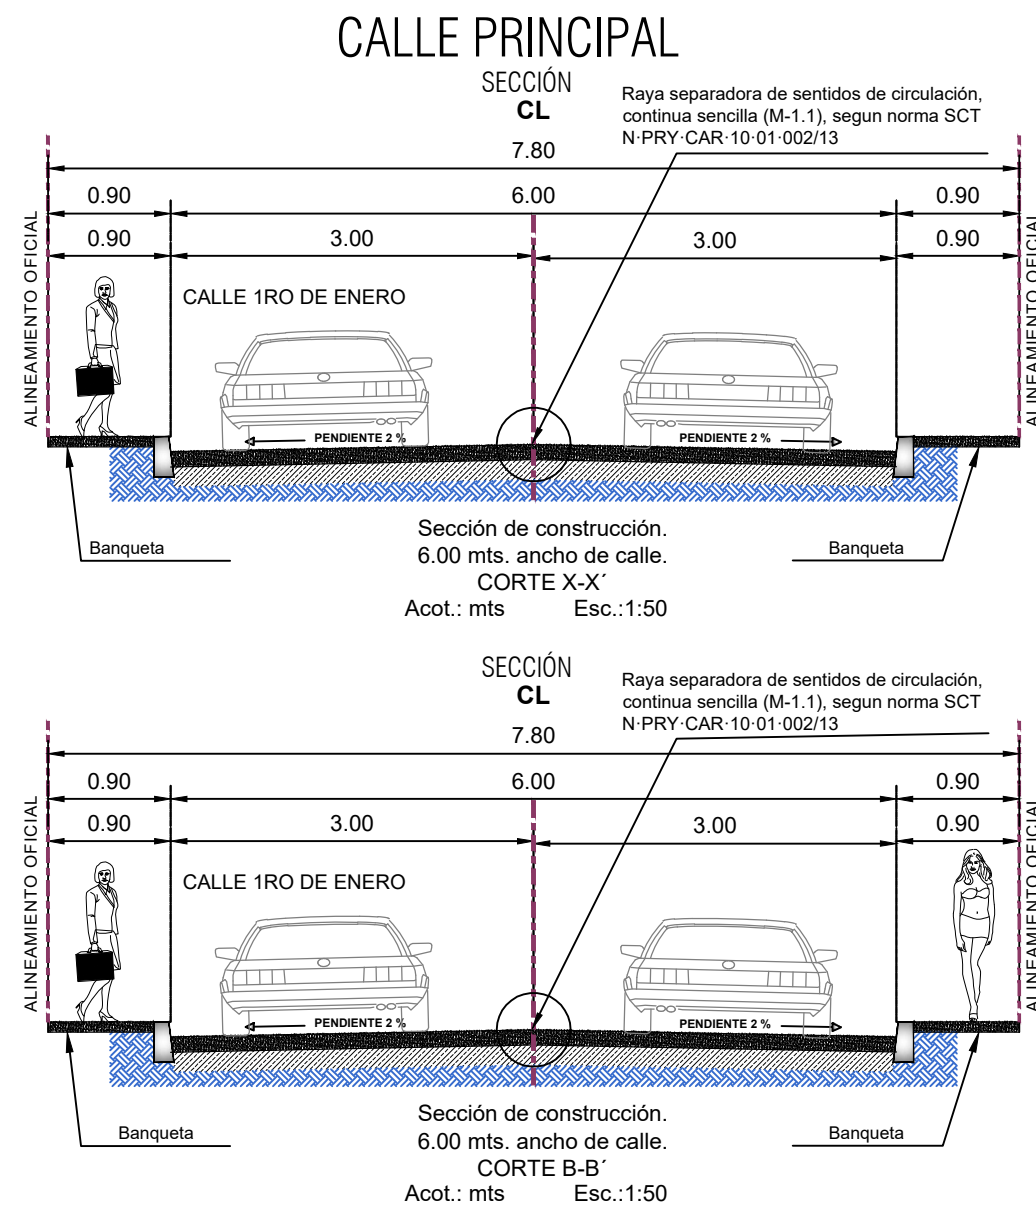 CALLE PRINCIPAL
SECCIÓN
CL
Raya separadora de sentidos de circulación,
continua sencilla (M-1.1), segun norma SCT
N·PRY·CAR·10·01·002/13
7.80
0.90 6.00 0.90
0.90 3.00 3.00 0.90
ALINEAMIENTO OFICIAL
ALINEAMIENTO OFICIAL
CALLE 1RO DE ENERO
PENDIENTE 2 % PENDIENTE 2 %
Banqueta
Banqueta
Sección de construcción.
6.00 mts. ancho de calle.
CORTE X-X´
Acot.: mts Esc.:1:50
SECCIÓN
CL
Raya separadora de sentidos de circulación,
continua sencilla (M-1.1), segun norma SCT
N·PRY·CAR·10·01·002/13
7.80
0.90 6.00 0.90
0.90 3.00 3.00 0.90
ALINEAMIENTO OFICIAL
ALINEAMIENTO OFICIAL
CALLE 1RO DE ENERO
PENDIENTE 2 % PENDIENTE 2 %
Banqueta
Banqueta
Sección de construcción.
6.00 mts. ancho de calle.
CORTE B-B´
Acot.: mts Esc.:1:50